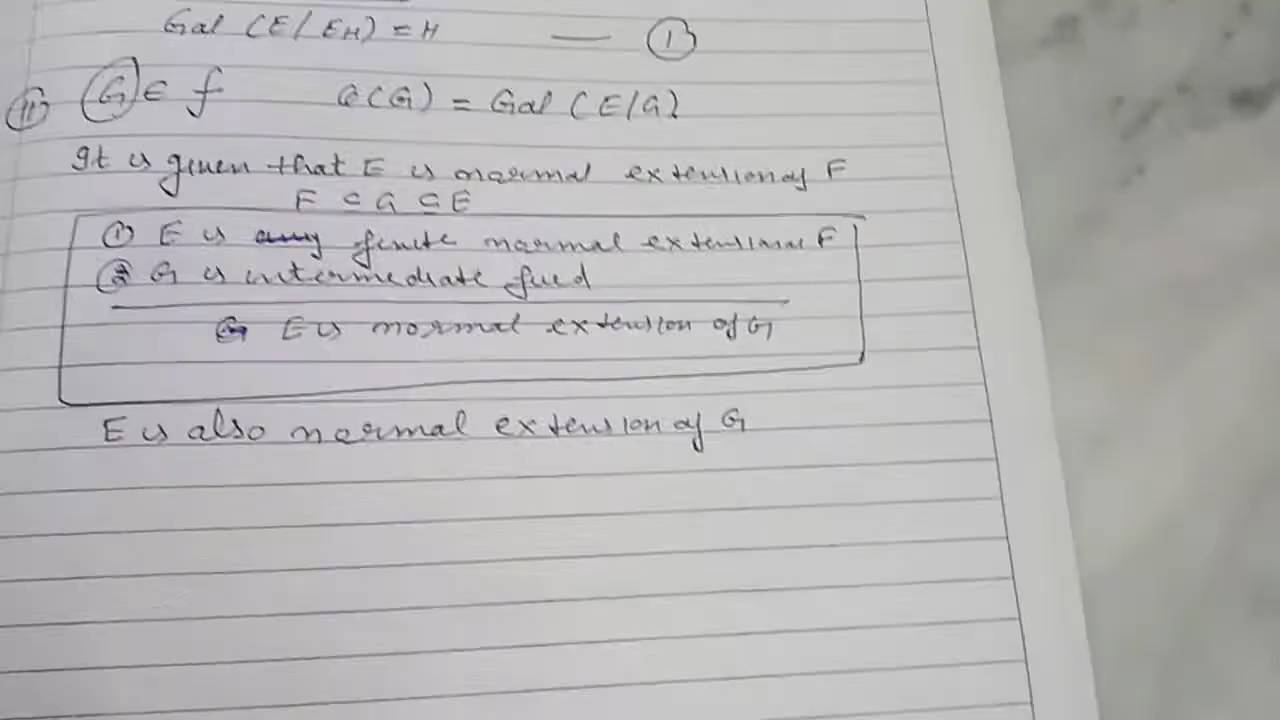 Gal (E/EH) = H — ①
(ii) G ∈ f Q(G) = Gal (E/G)
It is given that E is normal extension of F
F ⊆ G ⊆ E
① E is any finite normal extension F
② G is intermediate field
E is normal extension of G
E is also normal extension of G